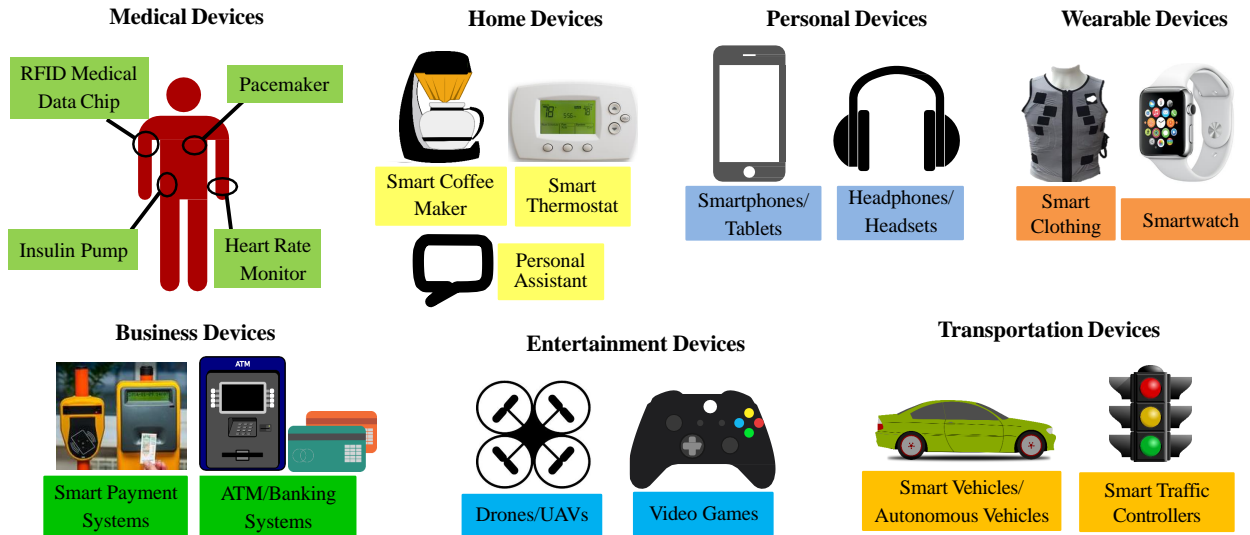 Medical Devices
RFID Medical
Data Chip
Pacemaker
Insulin Pump
Heart Rate
Monitor
Home Devices
Smart Coffee
Maker
Smart
Thermostat
Personal
Assistant
Personal Devices
Smartphones/
Tablets
Headphones/
Headsets
Wearable Devices
Smart
Clothing
Smartwatch
Business Devices
ATM
Smart Payment
Systems
ATM/Banking
Systems
Entertainment Devices
Drones/UAVs
Video Games
Transportation Devices
Smart Vehicles/
Autonomous Vehicles
Smart Traffic
Controllers